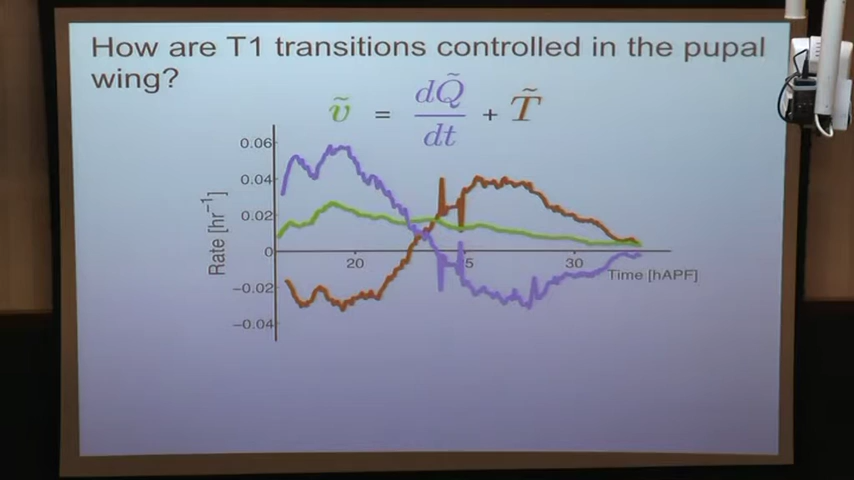 How are T1 transitions controlled in the pupal
wing?
ṽ = dQ̃/dt + T̃
0.06
0.04
0.02
0
−0.02
−0.04
Rate [hr⁻¹]
20
5
30
Time [hAPF]